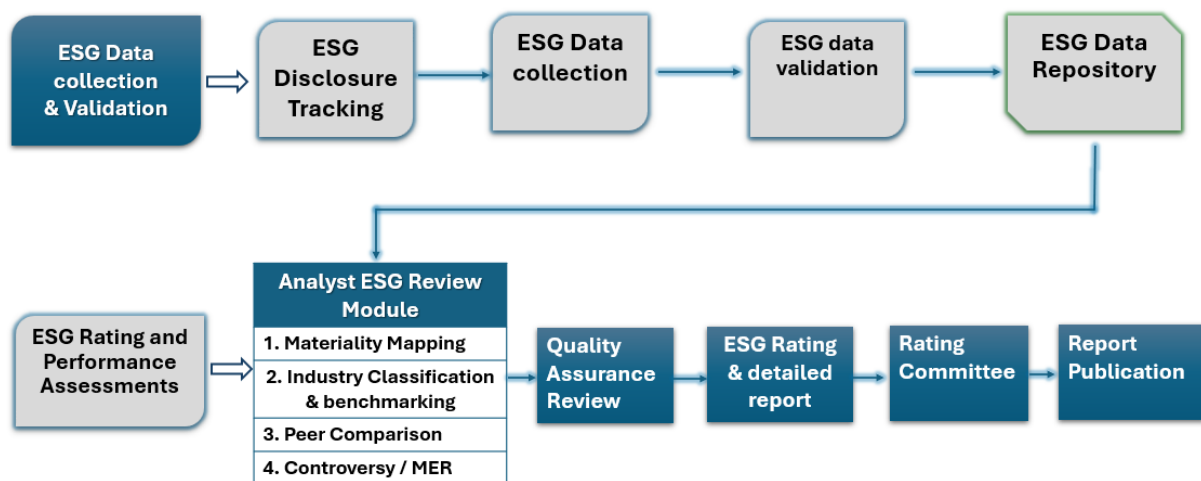 ESG Data
collection
& Validation
ESG
Disclosure
Tracking
ESG Data
collection
ESG data
validation
ESG Data
Repository
ESG Rating and
Performance
Assessments
Analyst ESG Review
Module
1. Materiality Mapping
2. Industry Classification
& benchmarking
3. Peer Comparison
4. Controversy / MER
Quality
Assurance
Review
ESG Rating
& detailed
report
Rating
Committee
Report
Publication